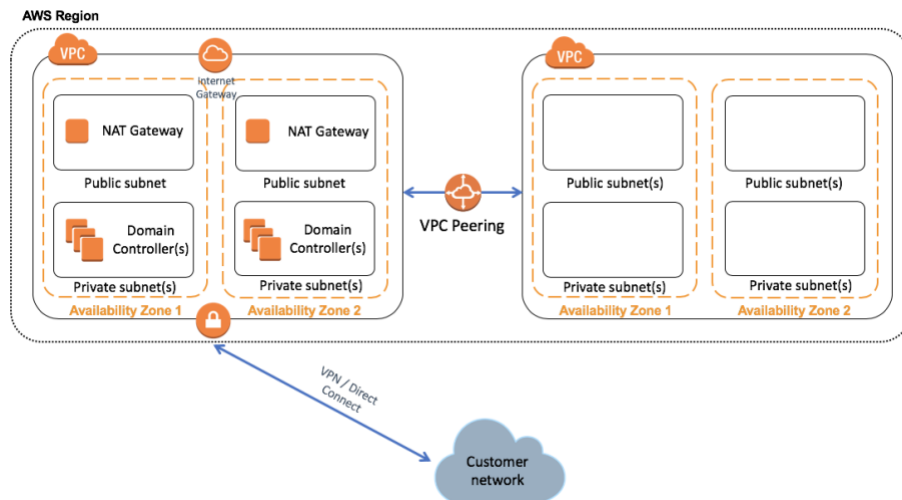 AWS Region
VPC
Internet
Gateway
NAT Gateway
Public subnet
Domain
Controller(s)
Private subnet(s)
Availability Zone 1
NAT Gateway
Public subnet
Domain
Controller(s)
Private subnet(s)
Availability Zone 2
VPC Peering
VPC
Public subnet(s)
Private subnet(s)
Availability Zone 1
Public subnet(s)
Private subnet(s)
Availability Zone 2
VPN / Direct
Connect
Customer
network